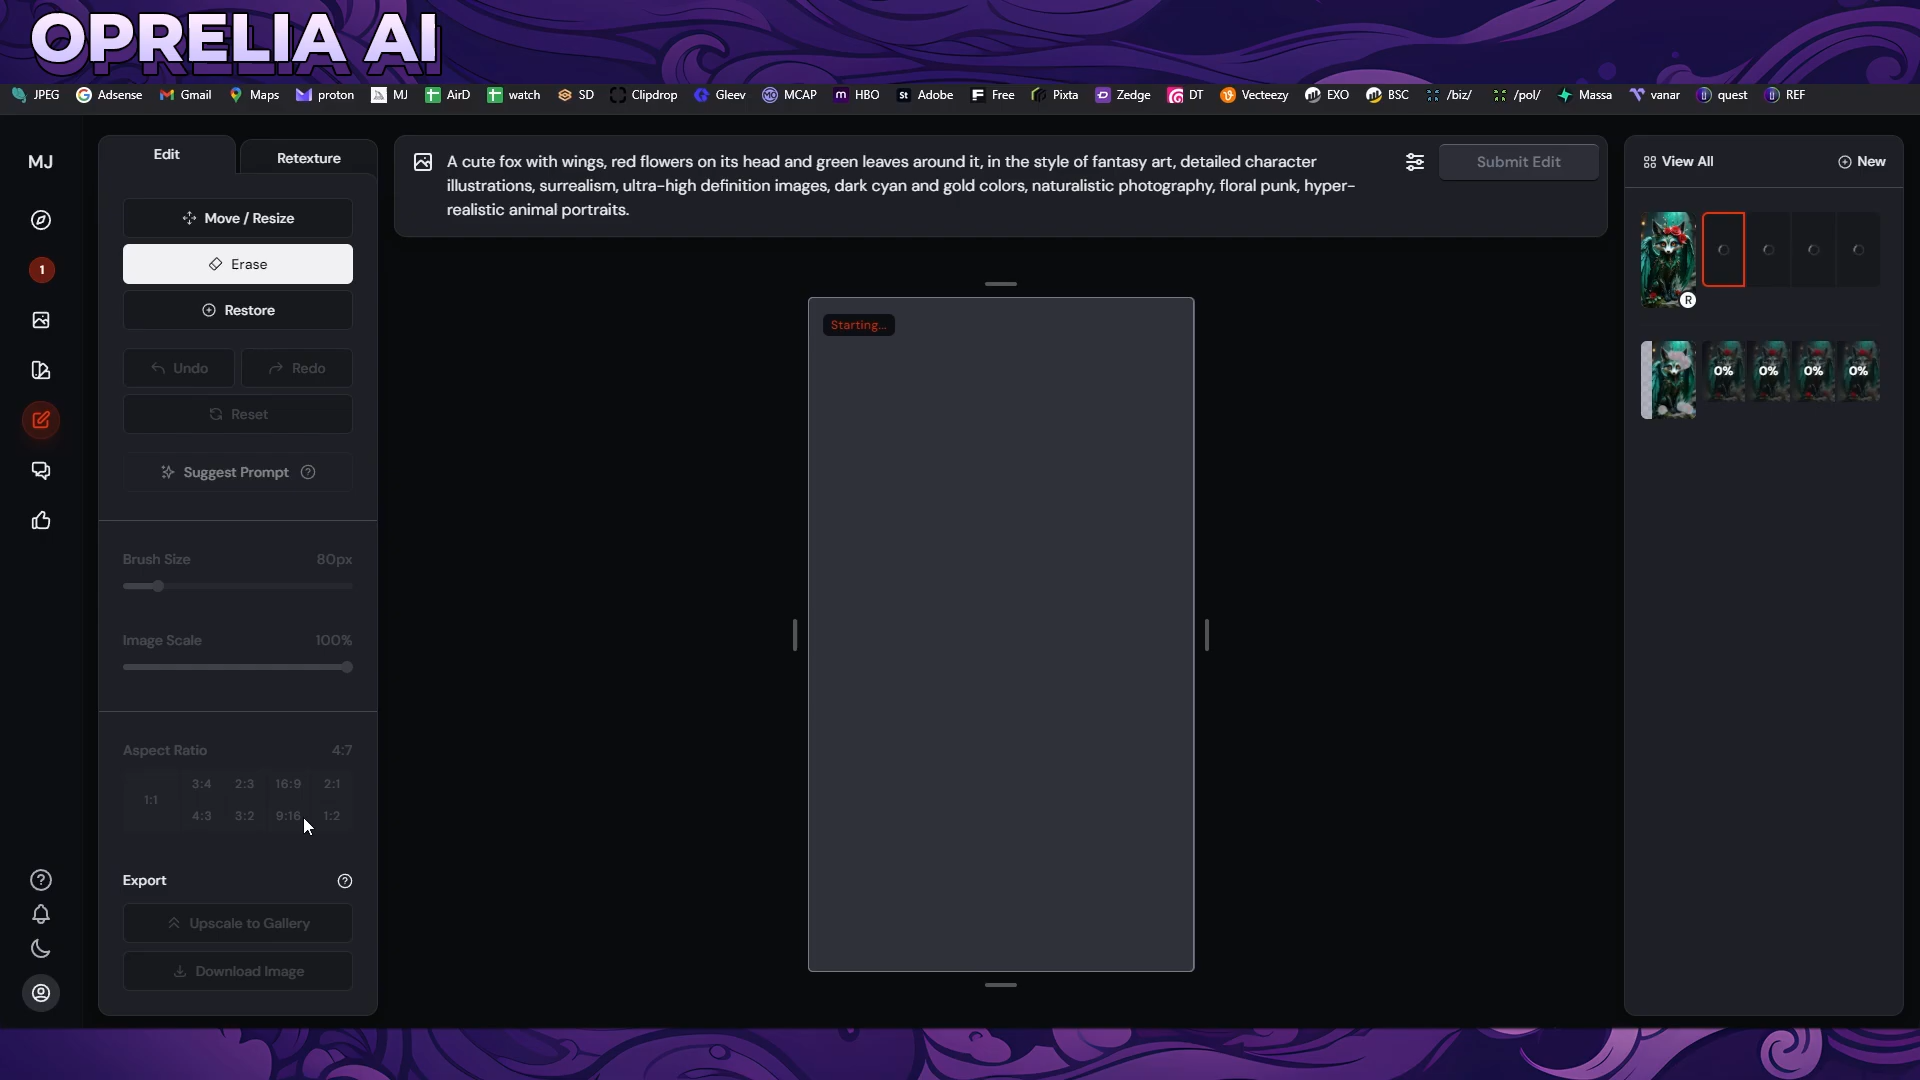 OPRELIA AI
JPEG Adsense Gmail Maps proton MJ AirD watch SD Clipdrop Gleev MCAP HBO Adobe Free Pixta Zedge DT Vecteezy EXO BSC /biz/ /pol/ Massa vanar quest REF
MJ
1
Edit
Retexture
Move / Resize
Erase
Restore
Undo
Redo
Reset
Suggest Prompt
Brush Size 80px
Image Scale 100%
Aspect Ratio 4:7
1:1
3:4 2:3 16:9 2:1
4:3 3:2 9:16 1:2
Export
Upscale to Gallery
Download Image
A cute fox with wings, red flowers on its head and green leaves around it, in the style of fantasy art, detailed character
illustrations, surrealism, ultra-high definition images, dark cyan and gold colors, naturalistic photography, floral punk, hyper-
realistic animal portraits.
Submit Edit
Starting...
View All
New
R
0% 0% 0% 0%